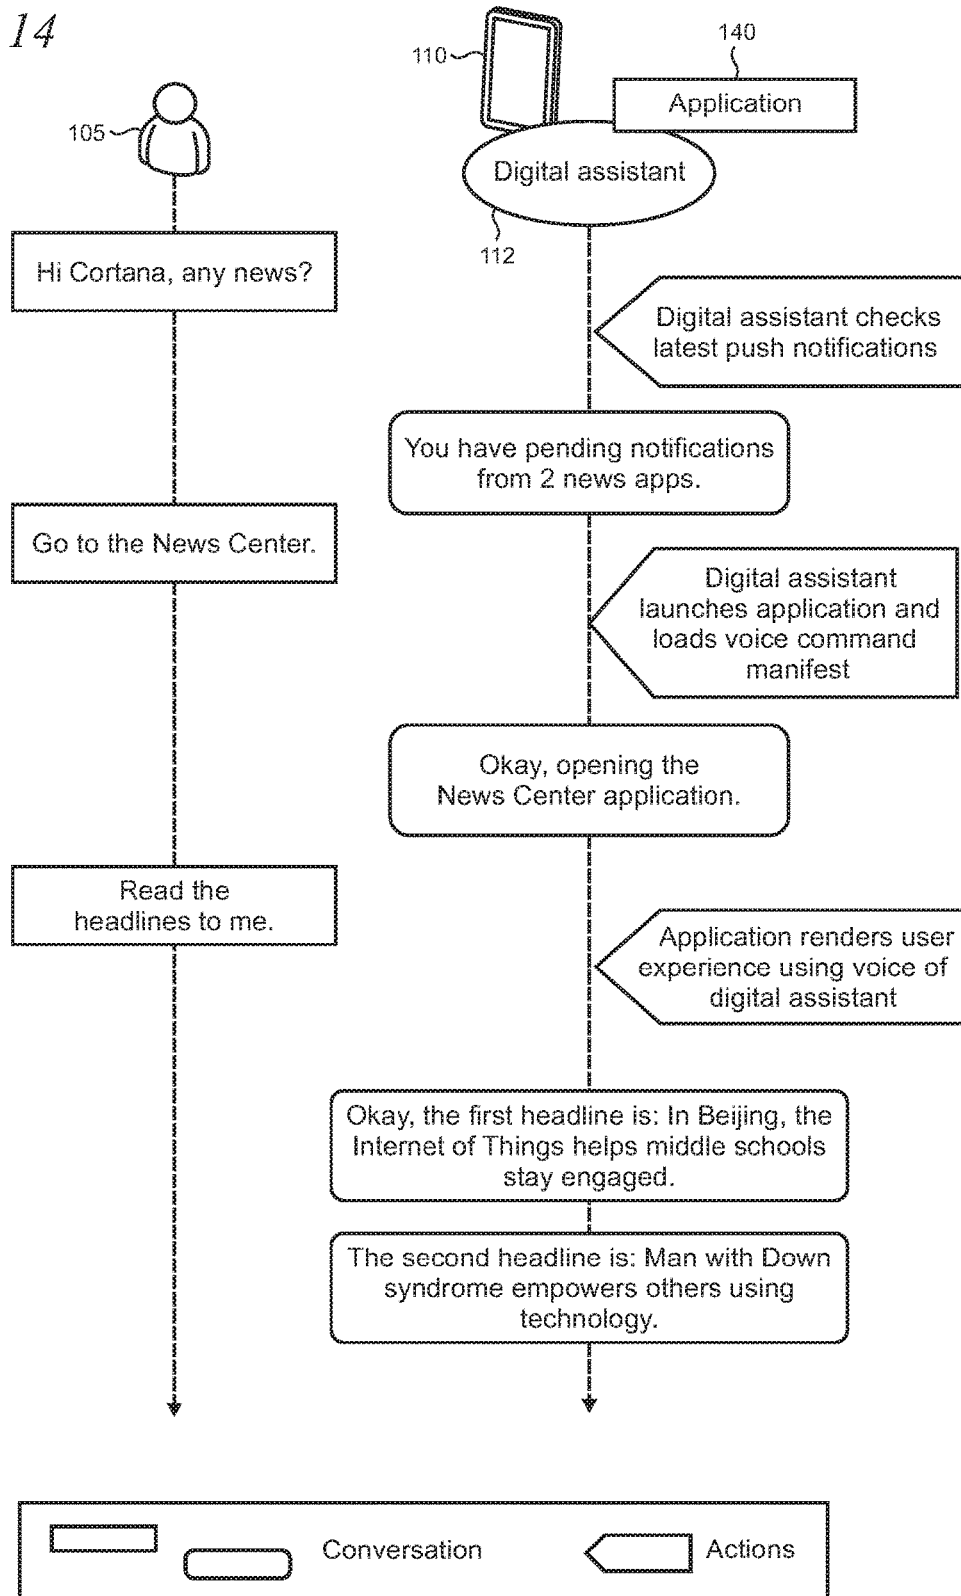 14
110
140
Application
105
Digital assistant
112
Hi Cortana, any news?
Digital assistant checks
latest push notifications
You have pending notifications
from 2 news apps.
Go to the News Center.
Digital assistant
launches application and
loads voice command
manifest
Okay, opening the
News Center application.
Read the
headlines to me.
Application renders user
experience using voice of
digital assistant
Okay, the first headline is: In Beijing, the
Internet of Things helps middle schools
stay engaged.
The second headline is: Man with Down
syndrome empowers others using
technology.
Conversation
Actions